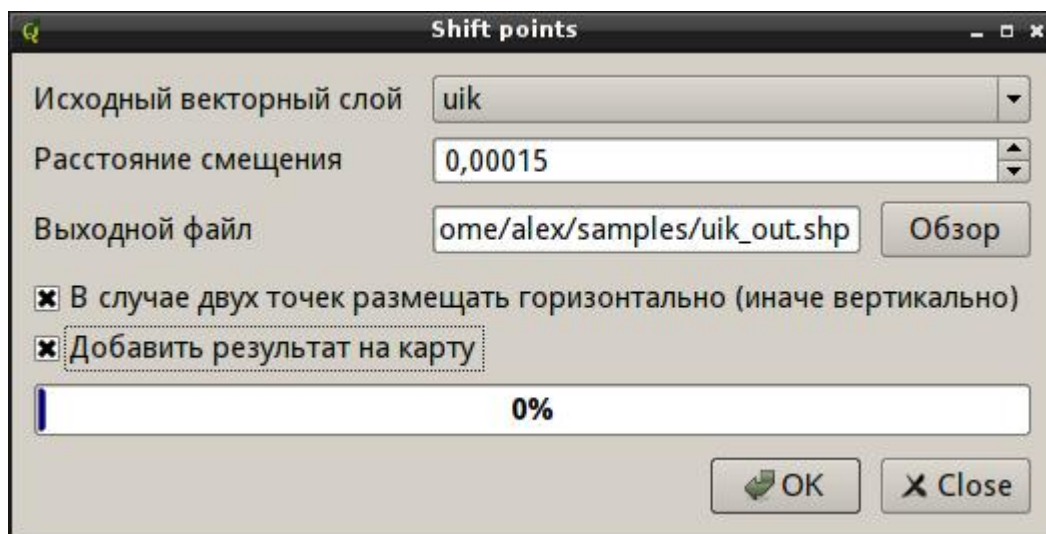 Shift points
Исходный векторный слой uik
Расстояние смещения 0,00015
Выходной файл ome/alex/samples/uik_out.shp Обзор
В случае двух точек размещать горизонтально (иначе вертикально)
Добавить результат на карту
0%
OK Close